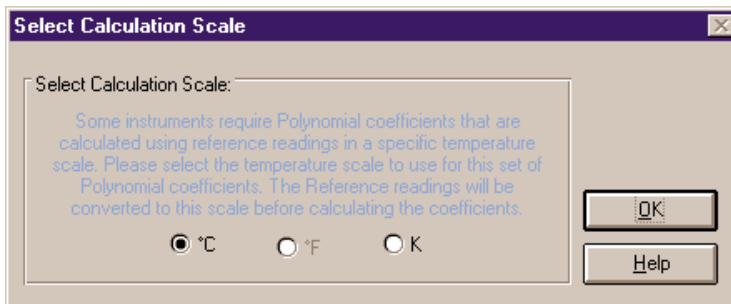 Select Calculation Scale
Select Calculation Scale:
Some instruments require Polynomial coefficients that are
calculated using reference readings in a specific temperature
scale. Please select the temperature scale to use for this set of
Polynomial coefficients. The Reference readings will be
converted to this scale before calculating the coefficients.
°C °F K
OK
Help